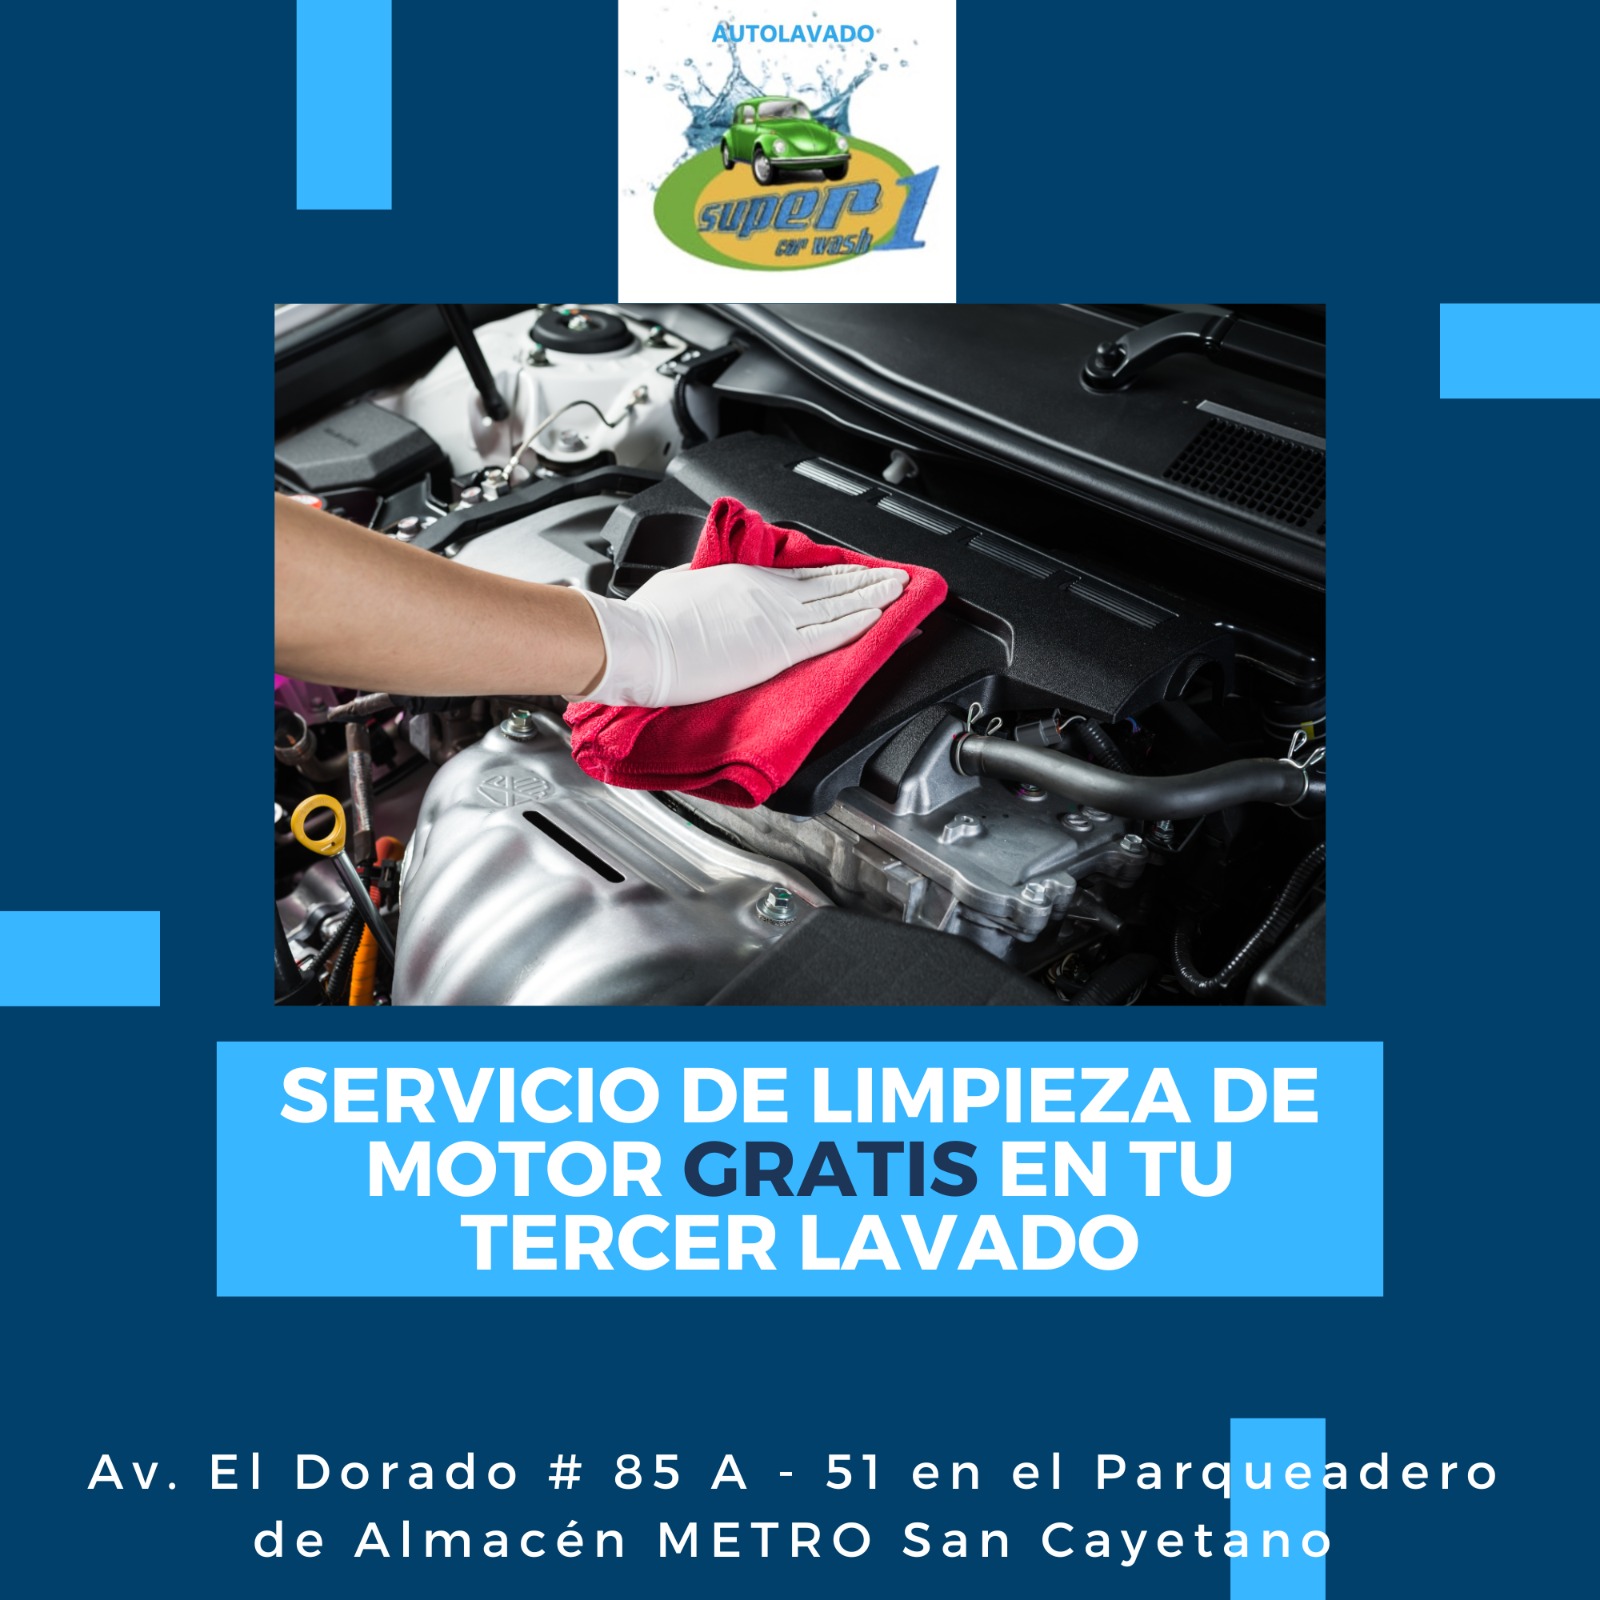 AUTOLAVADO
super 1
car wash
SERVICIO DE LIMPIEZA DE
MOTOR GRATIS EN TU
TERCER LAVADO
Av. El Dorado # 85 A - 51 en el Parqueadero
de Almacén METRO San Cayetano